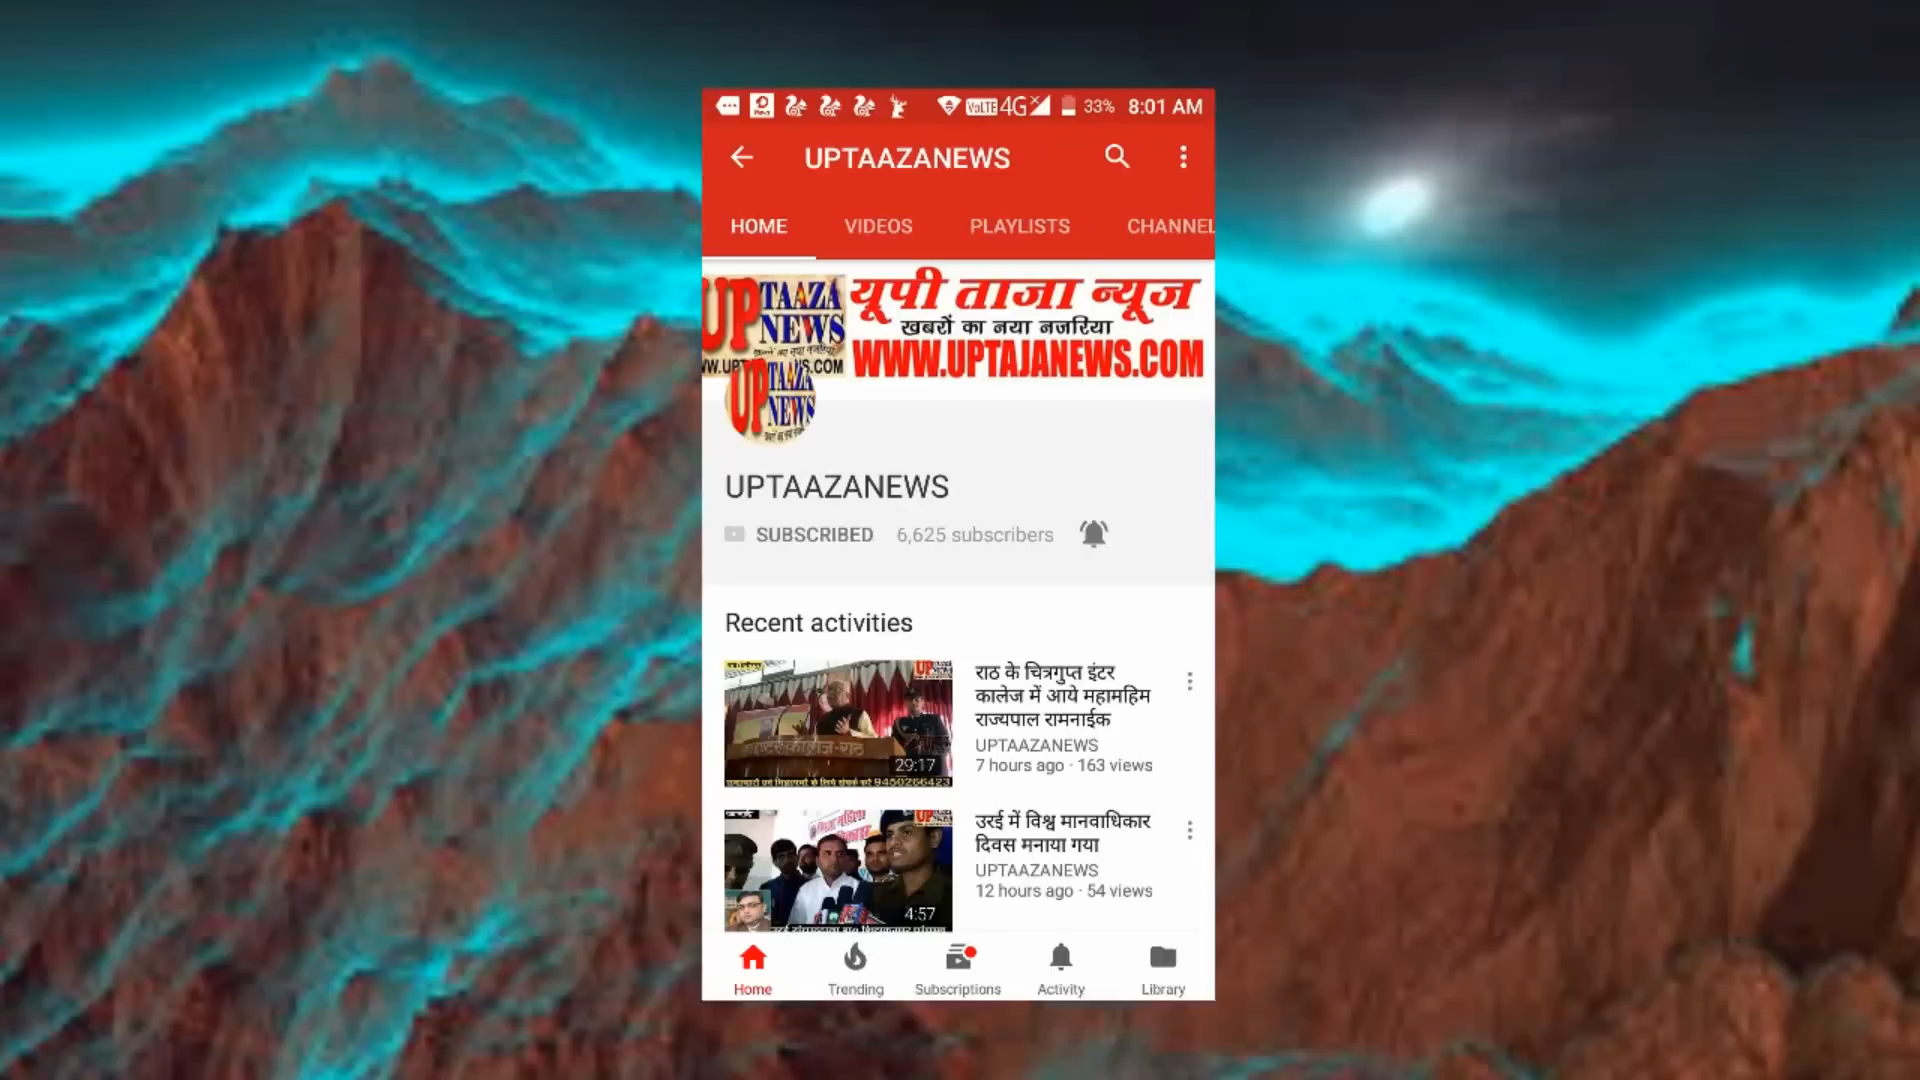 VoLTE 4G 33% 8:01 AM
UPTAAZANEWS
HOME VIDEOS PLAYLISTS CHANNEL
UP TAAZA NEWS
यूपी ताजा न्यूज
खबरों का नया नजरिया
WWW.UPTAJANEWS.COM
UP TAAZA NEWS
UPTAAZANEWS
SUBSCRIBED 6,625 subscribers
Recent activities
राठ के चित्रगुप्त इंटर
कालेज में आये महामहिम
राज्यपाल रामनाईक
UPTAAZANEWS
7 hours ago · 163 views
29:17
उरई में विश्व मानवाधिकार
दिवस मनाया गया
UPTAAZANEWS
12 hours ago · 54 views
4:57
Home Trending Subscriptions Activity Library